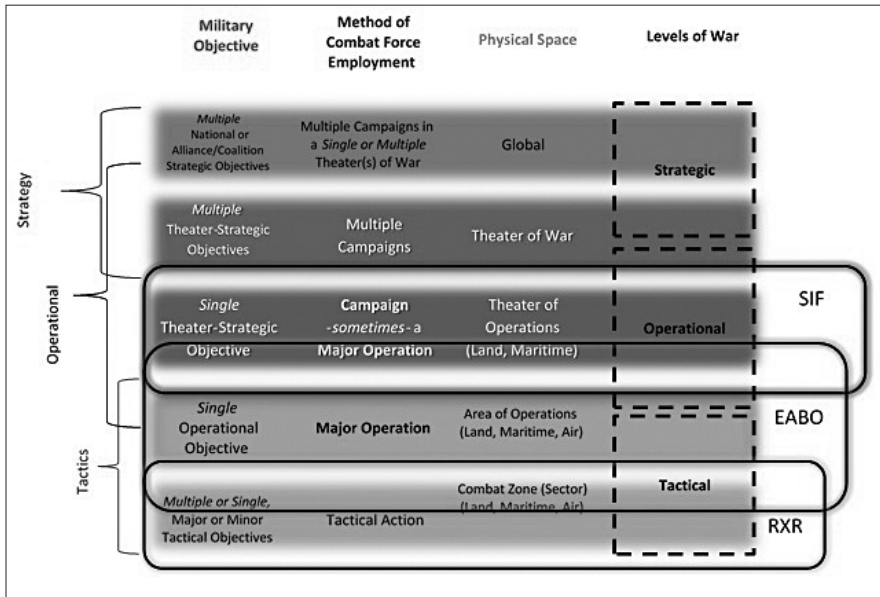 Military
Objective
Method of
Combat Force
Employment
Physical Space
Levels of War
Strategy
Operational
Tactics
Multiple
National or
Alliance/Coalition
Strategic Objectives
Multiple Campaigns in
a Single or Multiple
Theater(s) of War
Global
Strategic
Multiple
Theater-Strategic
Objectives
Multiple
Campaigns
Theater of War
Single
Theater-Strategic
Objective
Campaign
-sometimes- a
Major Operation
Theater of
Operations
(Land, Maritime)
Operational
SIF
Single
Operational
Objective
Major Operation
Area of Operations
(Land, Maritime, Air)
EABO
Multiple or Single,
Major or Minor
Tactical Objectives
Tactical Action
Combat Zone (Sector)
(Land, Maritime, Air)
Tactical
RXR